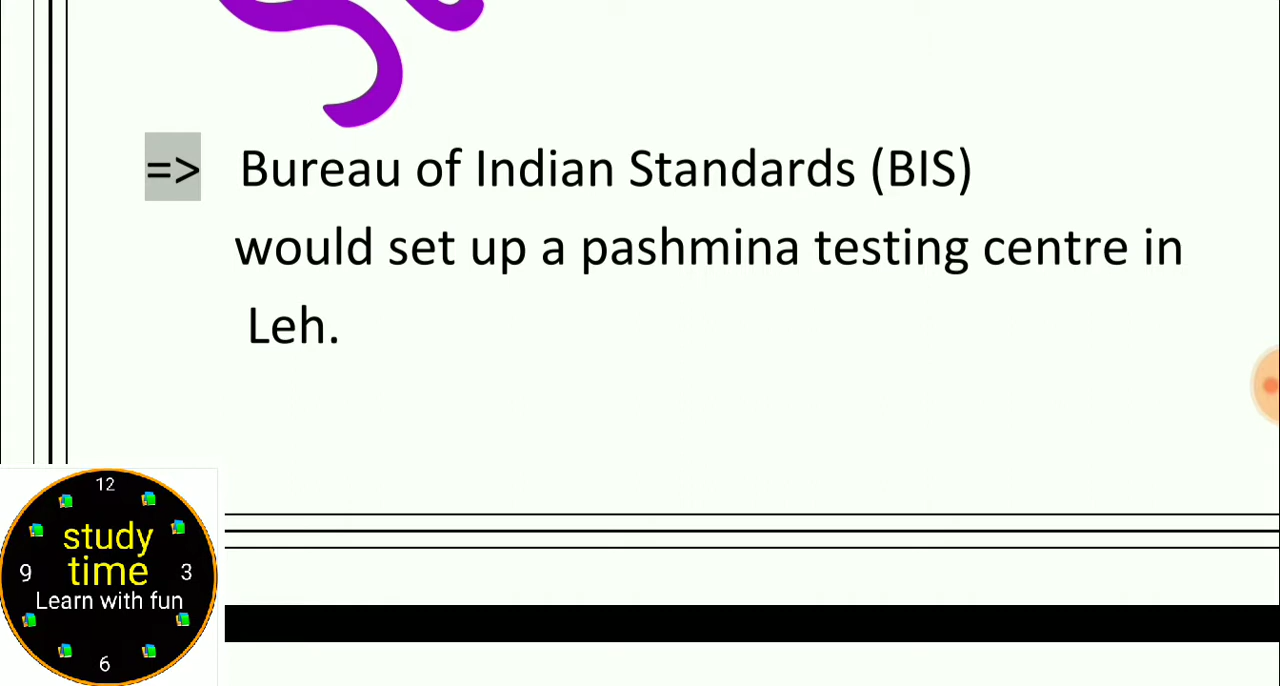 => Bureau of Indian Standards (BIS)
would set up a pashmina testing centre in
Leh.
12
study
time
9
3
Learn with fun
6